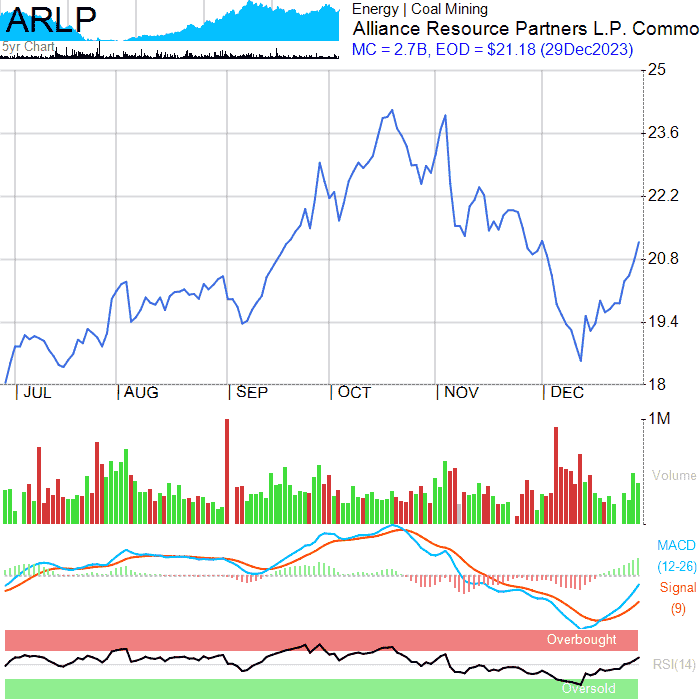 ARLP
5yr Chart
Energy | Coal Mining
Alliance Resource Partners L.P. Commo
MC = 2.7B, EOD = $21.18 (29Dec2023)
25
23.6
22.2
20.8
19.4
18
| JUL | AUG | SEP | OCT | NOV | DEC
1M
Volume
MACD
(12-26)
Signal
(9)
Overbought
RSI(14)
Oversold